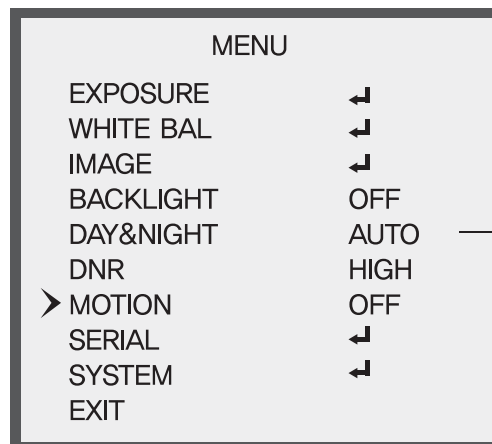 MENU
EXPOSURE ↵
WHITE BAL ↵
IMAGE ↵
BACKLIGHT OFF
DAY&NIGHT AUTO
DNR HIGH
MOTION OFF
SERIAL ↵
SYSTEM ↵
EXIT